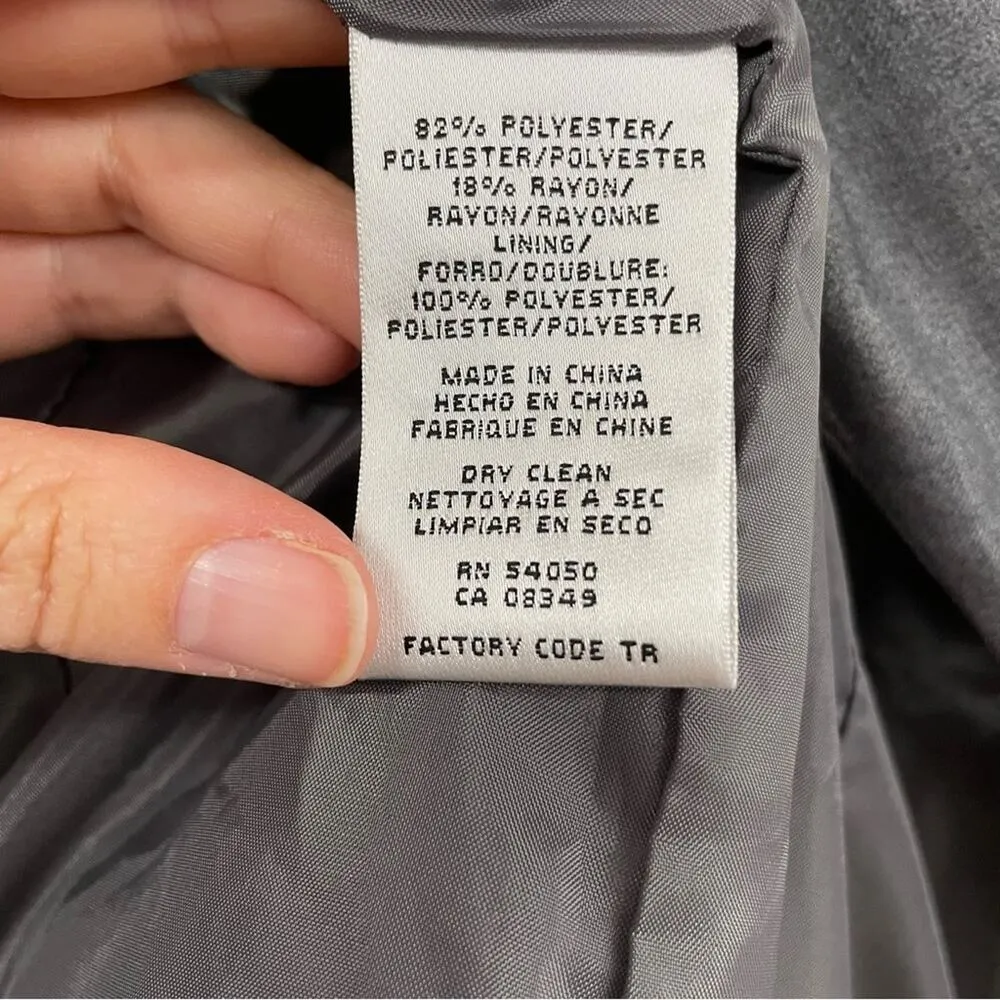 82% POLYESTER/
POLIESTER/POLYESTER
18% RAYON/
RAYON/RAYONNE
LINING/
FORRO/DOUBLURE:
100% POLYESTER/
POLIESTER/POLYESTER
MADE IN CHINA
HECHO EN CHINA
FABRIQUE EN CHINE
DRY CLEAN
NETTOYAGE A SEC
LIMPIAR EN SECO
RN 54050
CA 08349
FACTORY CODE TR